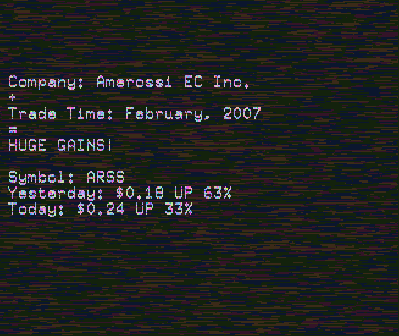 Company: Amerossi EC Inc.
+
Trade Time: February, 2007
=
HUGE GAINS!
Symbol: ARSS
Yesterday: $0.18 UP 63%
Today: $0.24 UP 33%